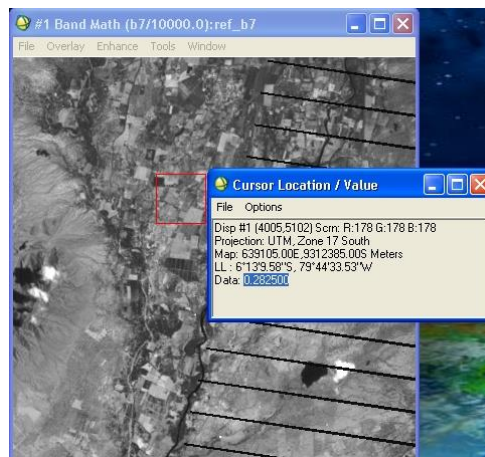 #1 Band Math (b7/10000.0):ref_b7
File Overlay Enhance Tools Window
Cursor Location / Value
File Options
Disp #1 (4005,5102) Scrn: R:178 G:178 B:178
Projection: UTM, Zone 17 South
Map: 639105.00E,9312385.00S Meters
LL : 6°13'9.58"S, 79°44'33.53"W
Data: 0.282500